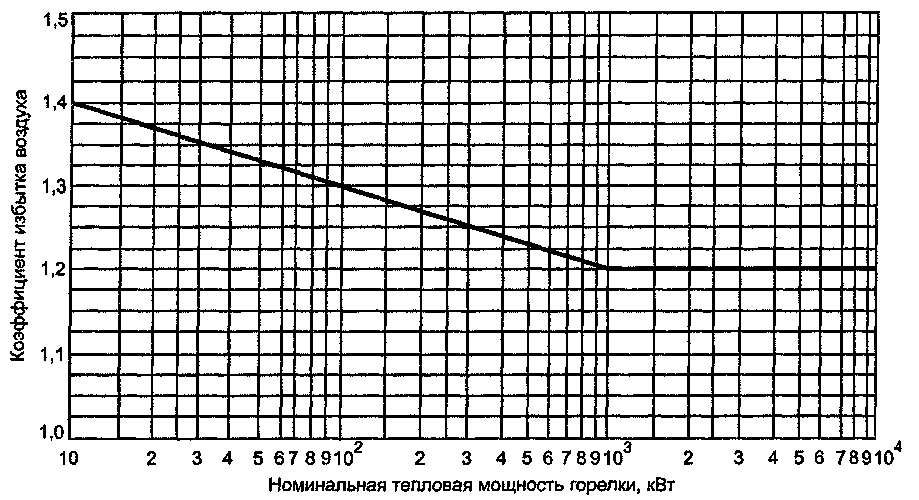 1,5
1,4
1,3
1,2
1,1
1,0
Коэффициент избытка воздуха
10 2 3 4 5 6 7 8 9 10² 2 3 4 5 6 7 8 9 10³ 2 3 4 5 6 7 8 9 10⁴
Номинальная тепловая мощность горелки, кВт